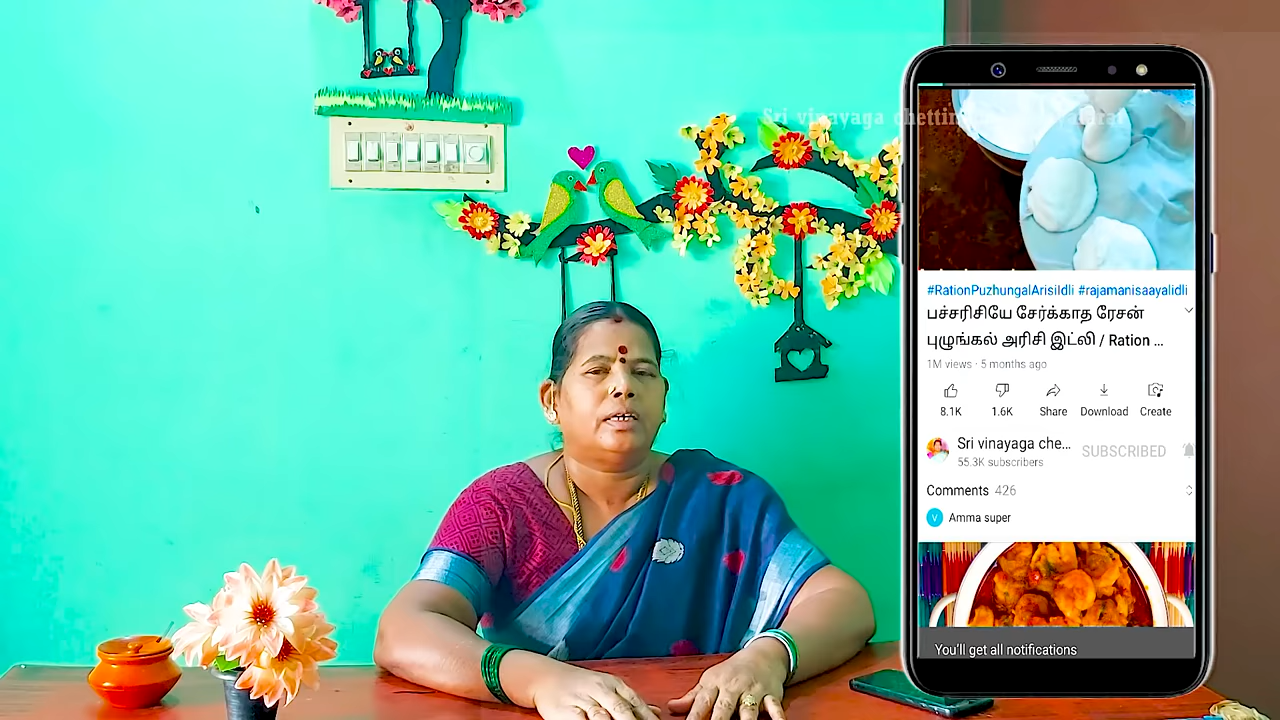 Sri vinayaga chettin
#RationPuzhungalArisiIdli #rajamanisaayalidli
பச்சரிசியே சேர்க்காத ரேசன்
புழுங்கல் அரிசி இட்லி / Ration ...
1M views · 5 months ago
8.1K 1.6K Share Download Create
Sri vinayaga che... SUBSCRIBED
55.3K subscribers
Comments 426
V Amma super
You'll get all notifications